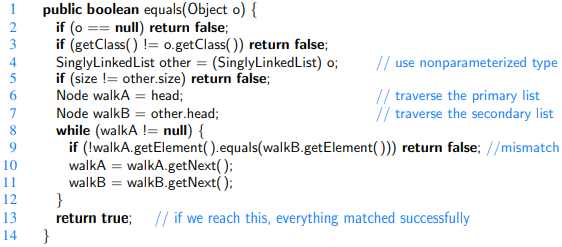 1 public boolean equals(Object o) {
2 if (o == null) return false;
3 if (getClass() != o.getClass()) return false;
4 SinglyLinkedList other = (SinglyLinkedList) o; // use nonparameterized type
5 if (size != other.size) return false;
6 Node walkA = head; // traverse the primary list
7 Node walkB = other.head; // traverse the secondary list
8 while (walkA != null) {
9 if (!walkA.getElement().equals(walkB.getElement())) return false; //mismatch
10 walkA = walkA.getNext();
11 walkB = walkB.getNext();
12 }
13 return true; // if we reach this, everything matched successfully
14 }